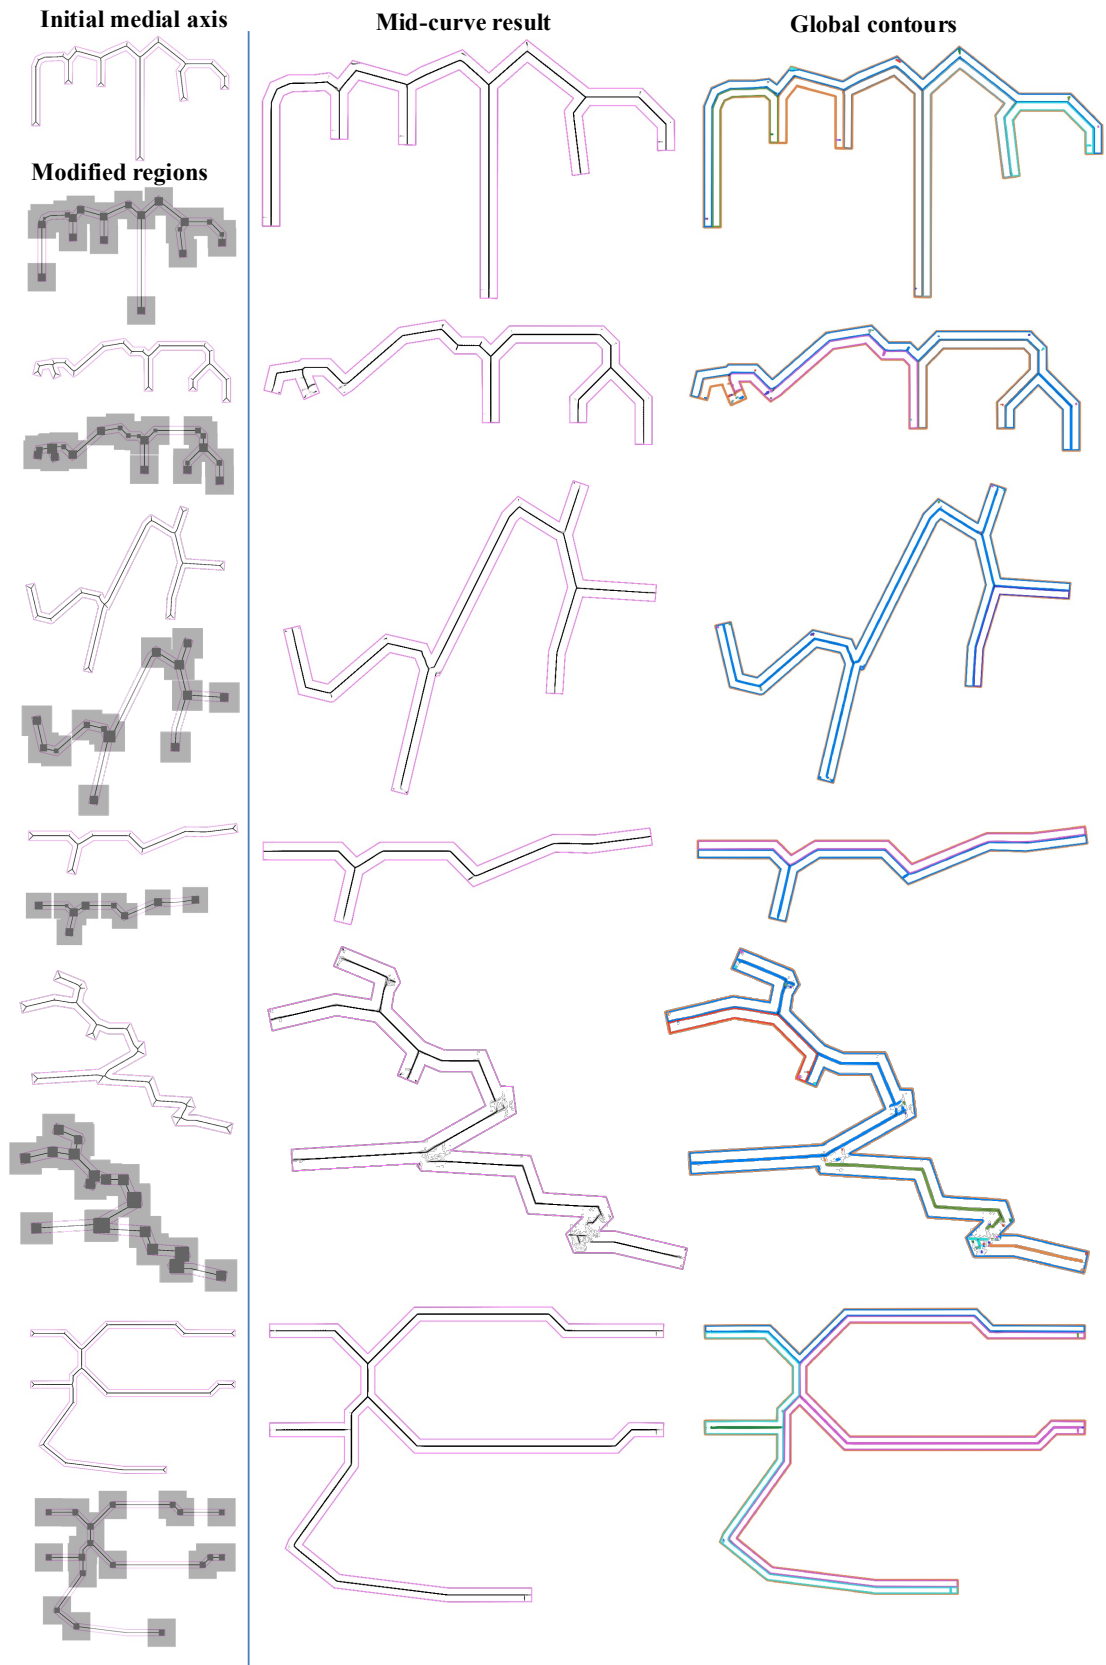 Initial medial axis
Mid-curve result
Global contours
Modified regions